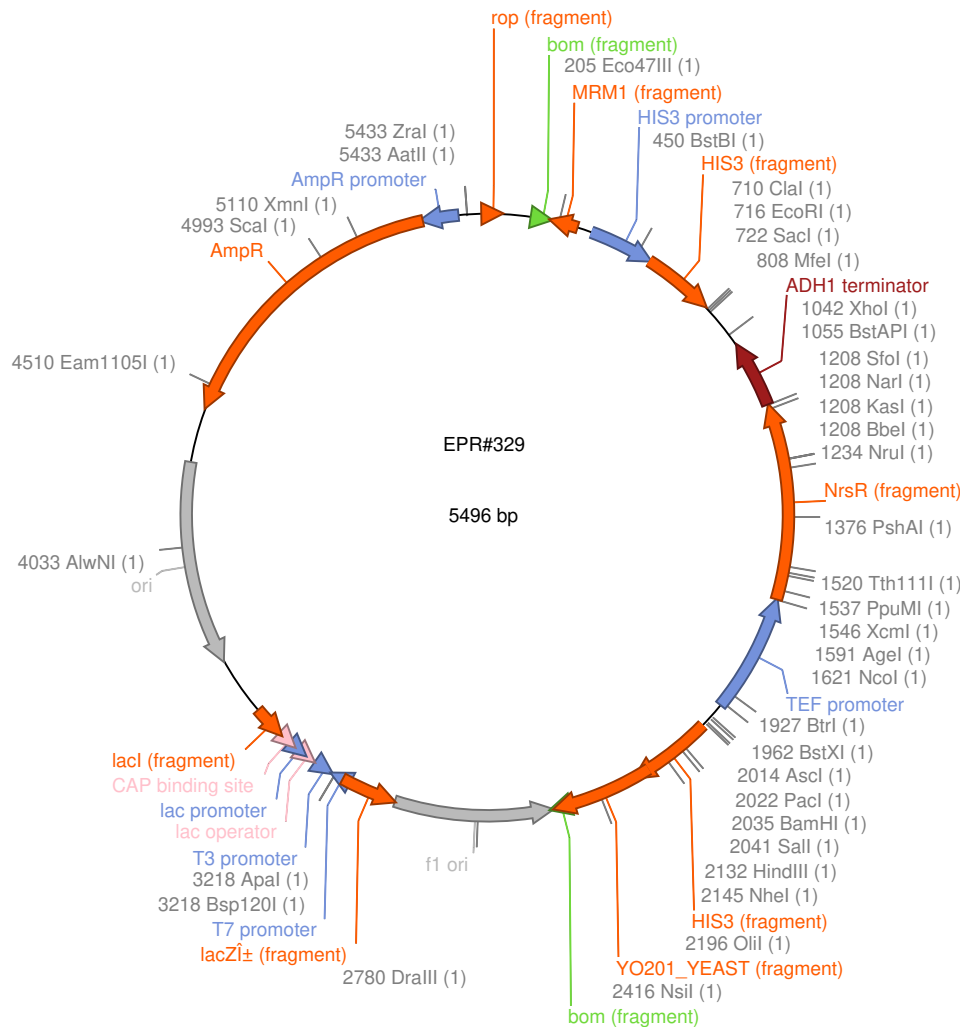 rop (fragment)
bom (fragment)
205 Eco47III (1)
MRM1 (fragment)
HIS3 promoter
450 BstBI (1)
HIS3 (fragment)
710 ClaI (1)
716 EcoRI (1)
722 SacI (1)
808 MfeI (1)
ADH1 terminator
1042 XhoI (1)
1055 BstAPI (1)
1208 SfoI (1)
1208 NarI (1)
1208 KasI (1)
1208 BbeI (1)
1234 NruI (1)
NrsR (fragment)
1376 PshAI (1)
1520 Tth111I (1)
1537 PpuMI (1)
1546 XcmI (1)
1591 AgeI (1)
1621 NcoI (1)
TEF promoter
1927 BtrI (1)
1962 BstXI (1)
2014 AscI (1)
2022 PacI (1)
2035 BamHI (1)
2041 SalI (1)
2132 HindIII (1)
2145 NheI (1)
HIS3 (fragment)
2196 OliI (1)
YO201_YEAST (fragment)
2416 NsiI (1)
bom (fragment)
2780 DraIII (1)
f1 ori
lacZÎ± (fragment)
T7 promoter
3218 Bsp120I (1)
3218 ApaI (1)
T3 promoter
lac operator
lac promoter
CAP binding site
lacI (fragment)
ori
4033 AlwNI (1)
4510 Eam1105I (1)
AmpR
4993 ScaI (1)
5110 XmnI (1)
AmpR promoter
5433 AatII (1)
5433 ZraI (1)
EPR#329
5496 bp